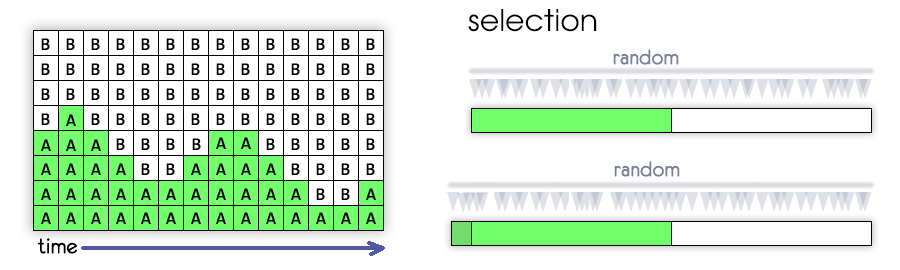 selection
random
random
B B B B B B B B B B B B B B
B B B B B B B B B B B B B B
B B B B B B B B B B B B B B
B A B B B B B B B B B B B B
A A A B B B B A A B B B B B
A A A A B B A A A A B B B B
A A A A A A A A A A A B B A
A A A A A A A A A A A A A A
time